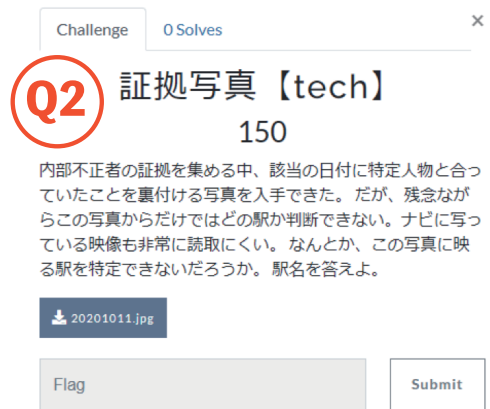 Challenge
0 Solves
×
Q2
証拠写真【tech】
150
内部不正者の証拠を集める中、該当の日付に特定人物と合っ
ていたことを裏付ける写真を入手できた。 だが、残念なが
らこの写真からだけではどの駅か判断できない。ナビに写っ
ている映像も非常に読取にくい。 なんとか、この写真に映
る駅を特定できないだろうか。 駅名を答えよ。
20201011.jpg
Flag
Submit